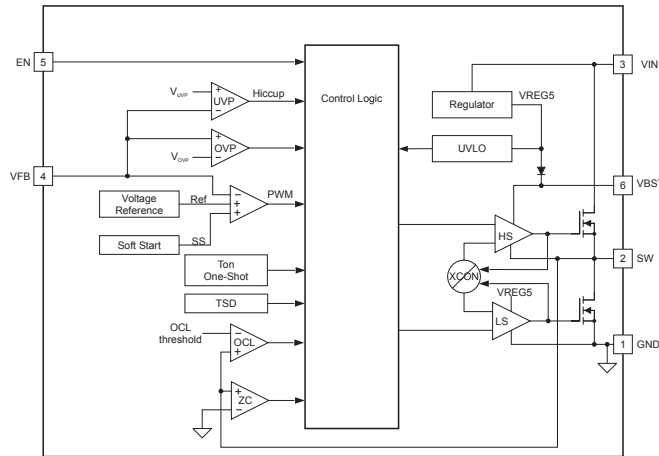 EN 5
V UVP
+
−
UVP
Hiccup
Control Logic
3 VIN
VREG5
Regulator
+
−
OVP
V OVP
UVLO
VFB 4
6 VBST
Voltage
Reference
Ref
−
+
+
PWM
Soft Start
SS
HS
2 SW
Ton
One-Shot
XCON
TSD
VREG5
LS
OCL
threshold
−
+
OCL
1 GND
+
−
ZC